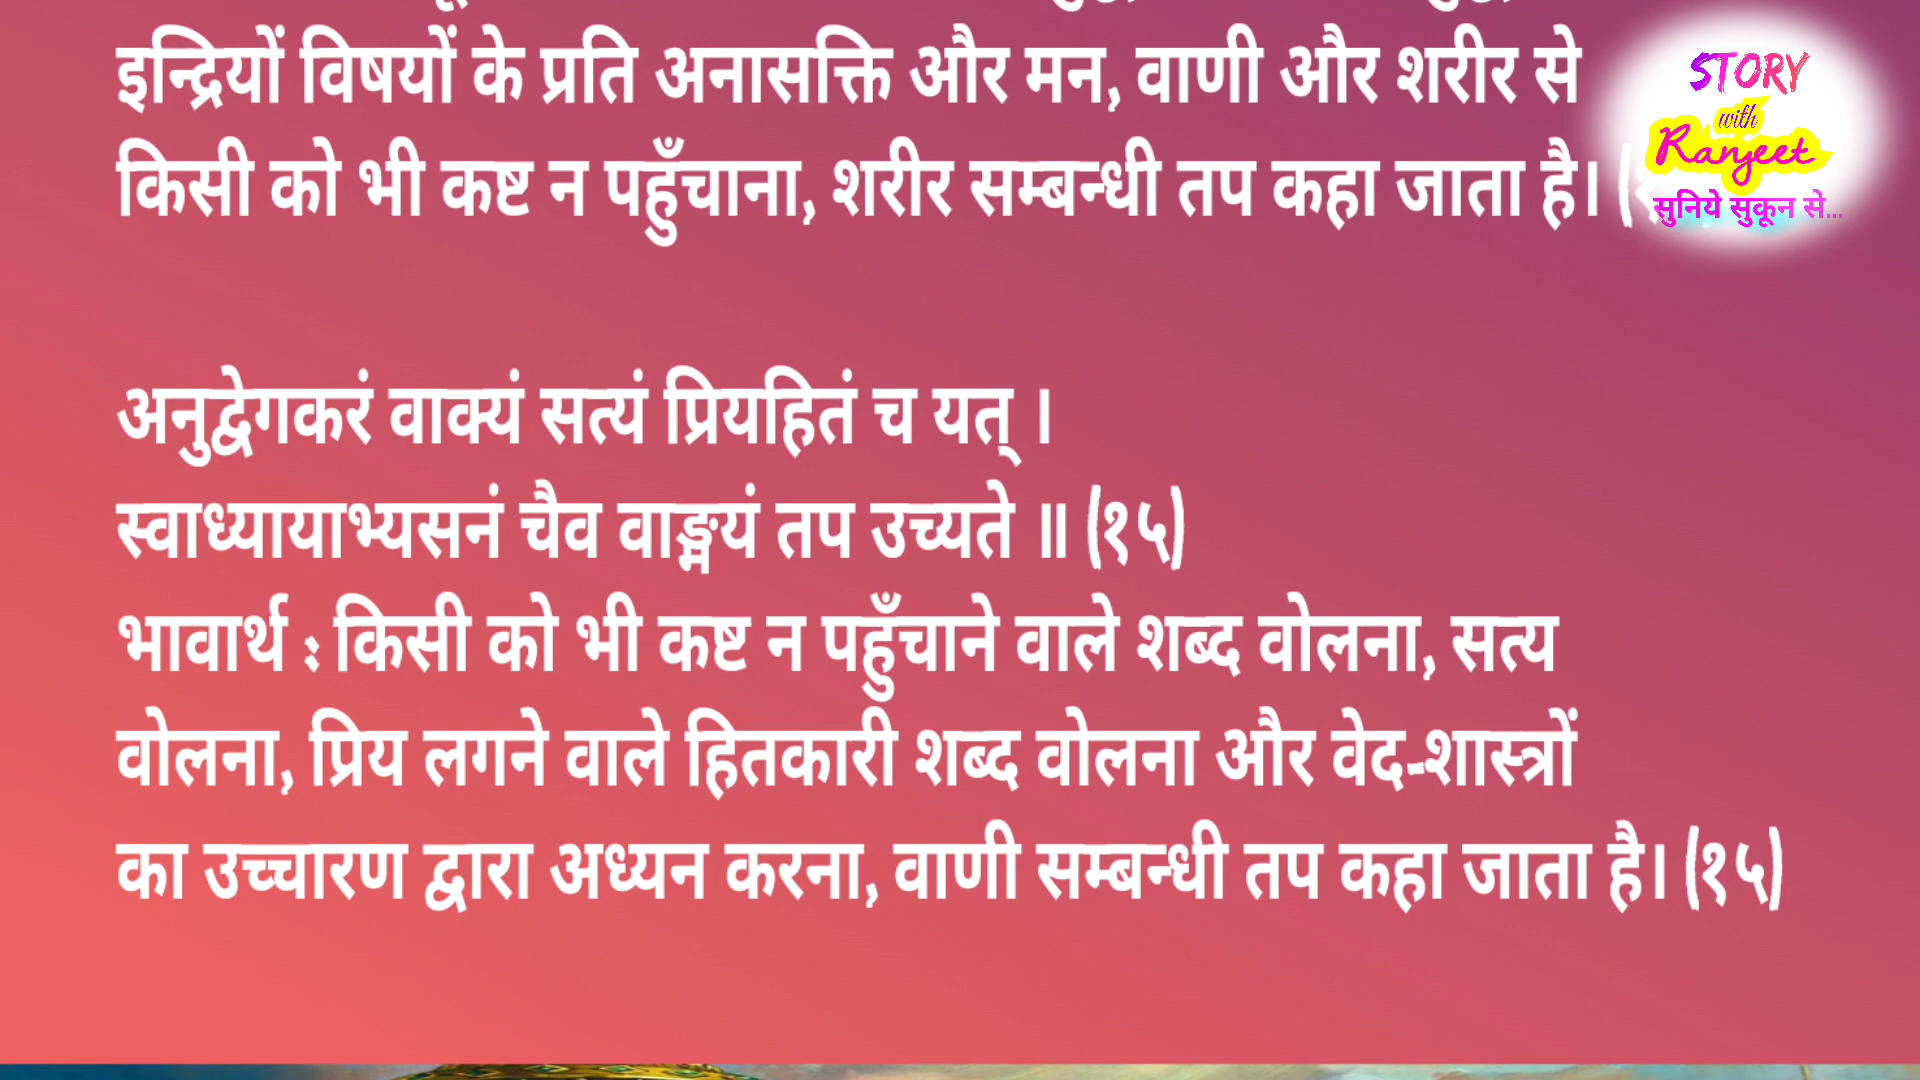 इन्द्रियों विषयों के प्रति अनासक्ति और मन, वाणी और शरीर से
किसी को भी कष्ट न पहुँचाना, शरीर सम्बन्धी तप कहा जाता है।
STORY
with
Ranjeet
सुनिये सुकून से...
अनुद्वेगकरं वाक्यं सत्यं प्रियहितं च यत् ।
स्वाध्यायाभ्यसनं चैव वाङ्मयं तप उच्यते ॥ (१५)
भावार्थ : किसी को भी कष्ट न पहुँचाने वाले शब्द वोलना, सत्य
वोलना, प्रिय लगने वाले हितकारी शब्द वोलना और वेद-शास्त्रों
का उच्चारण द्वारा अध्यन करना, वाणी सम्बन्धी तप कहा जाता है। (१५)